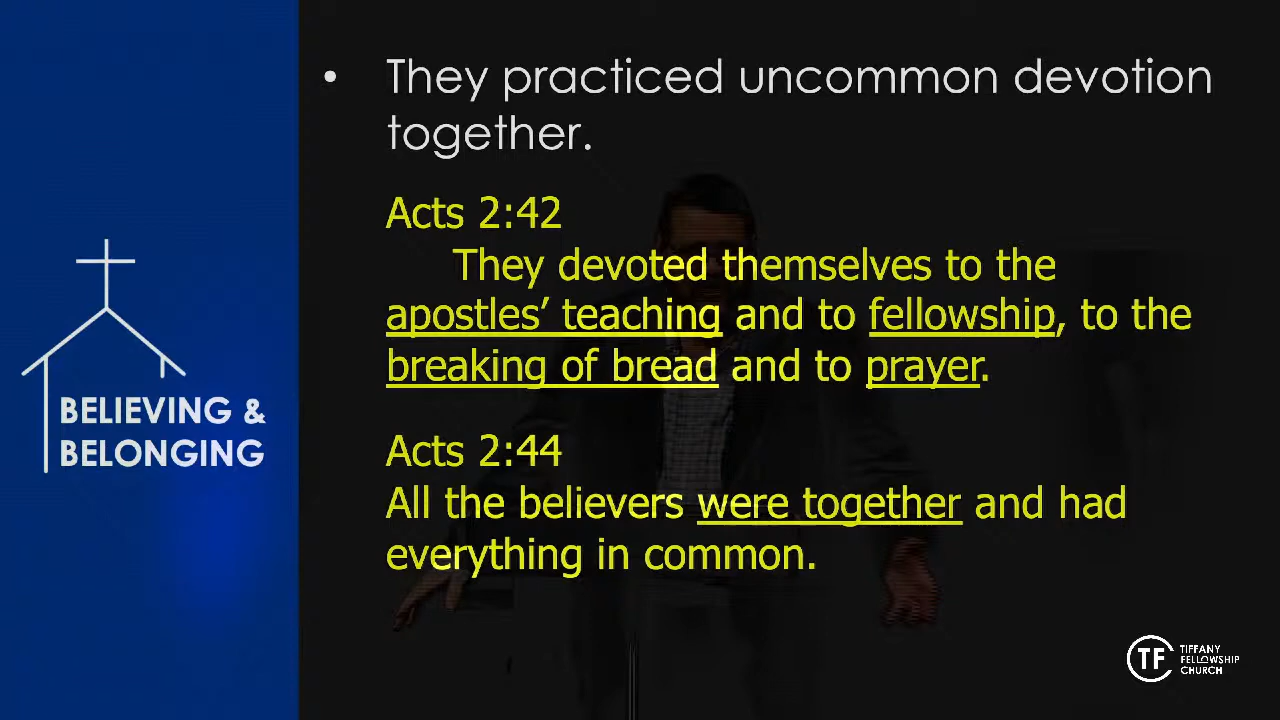 • They practiced uncommon devotion
together.
Acts 2:42
They devoted themselves to the
apostles’ teaching and to fellowship, to the
breaking of bread and to prayer.
Acts 2:44
All the believers were together and had
everything in common.
BELIEVING &
BELONGING
TF
TIFFANY
FELLOWSHIP
CHURCH